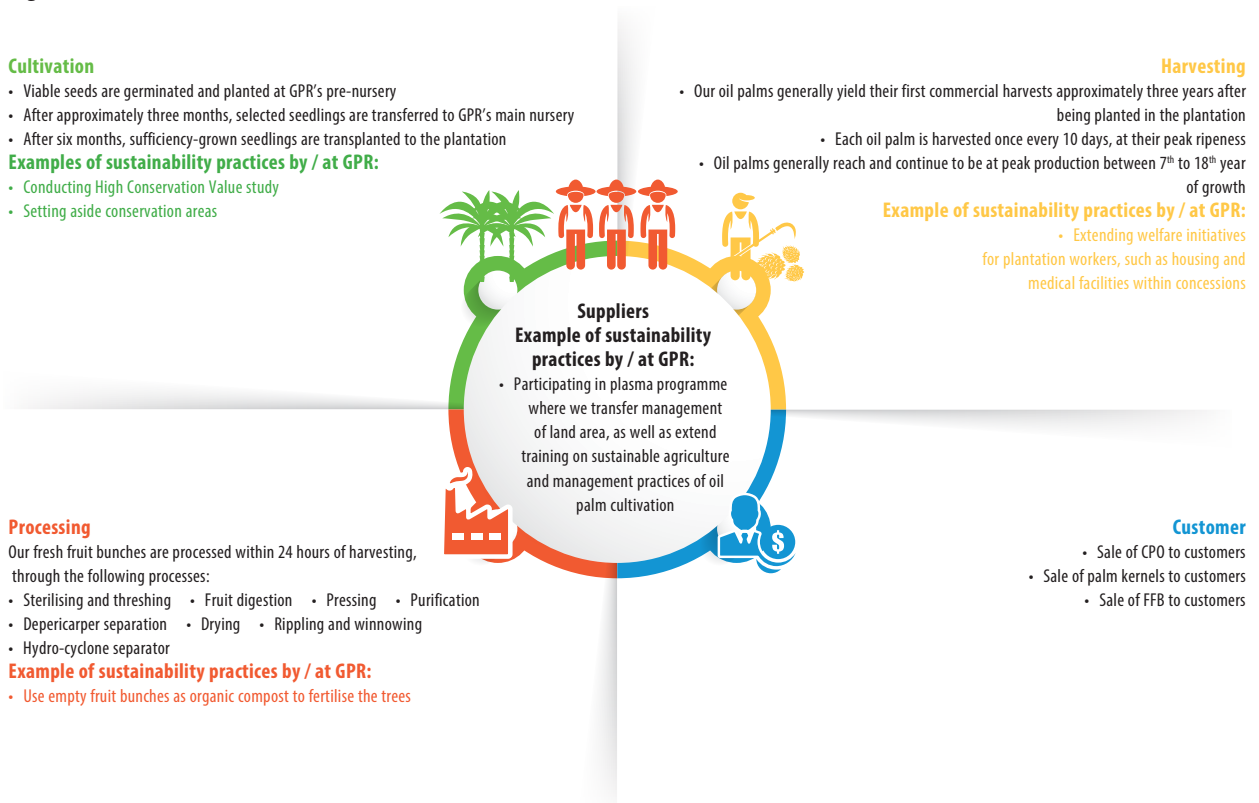 Cultivation
• Viable seeds are germinated and planted at GPR's pre-nursery
• After approximately three months, selected seedlings are transferred to GPR's main nursery
• After six months, sufficiency-grown seedlings are transplanted to the plantation
Examples of sustainability practices by / at GPR:
• Conducting High Conservation Value study
• Setting aside conservation areas
Harvesting
• Our oil palms generally yield their first commercial harvests approximately three years after
being planted in the plantation
• Each oil palm is harvested once every 10 days, at their peak ripeness
• Oil palms generally reach and continue to be at peak production between 7th to 18th year
of growth
Example of sustainability practices by / at GPR:
• Extending welfare initiatives
for plantation workers, such as housing and
medical facilities within concessions
Suppliers
Example of sustainability
practices by / at GPR:
• Participating in plasma programme
where we transfer management
of land area, as well as extend
training on sustainable agriculture
and management practices of oil
palm cultivation
Processing
Our fresh fruit bunches are processed within 24 hours of harvesting,
through the following processes:
• Sterilising and threshing • Fruit digestion • Pressing • Purification
• Depericarper separation • Drying • Rippling and winnowing
• Hydro-cyclone separator
Example of sustainability practices by / at GPR:
• Use empty fruit bunches as organic compost to fertilise the trees
$
Customer
• Sale of CPO to customers
• Sale of palm kernels to customers
• Sale of FFB to customers